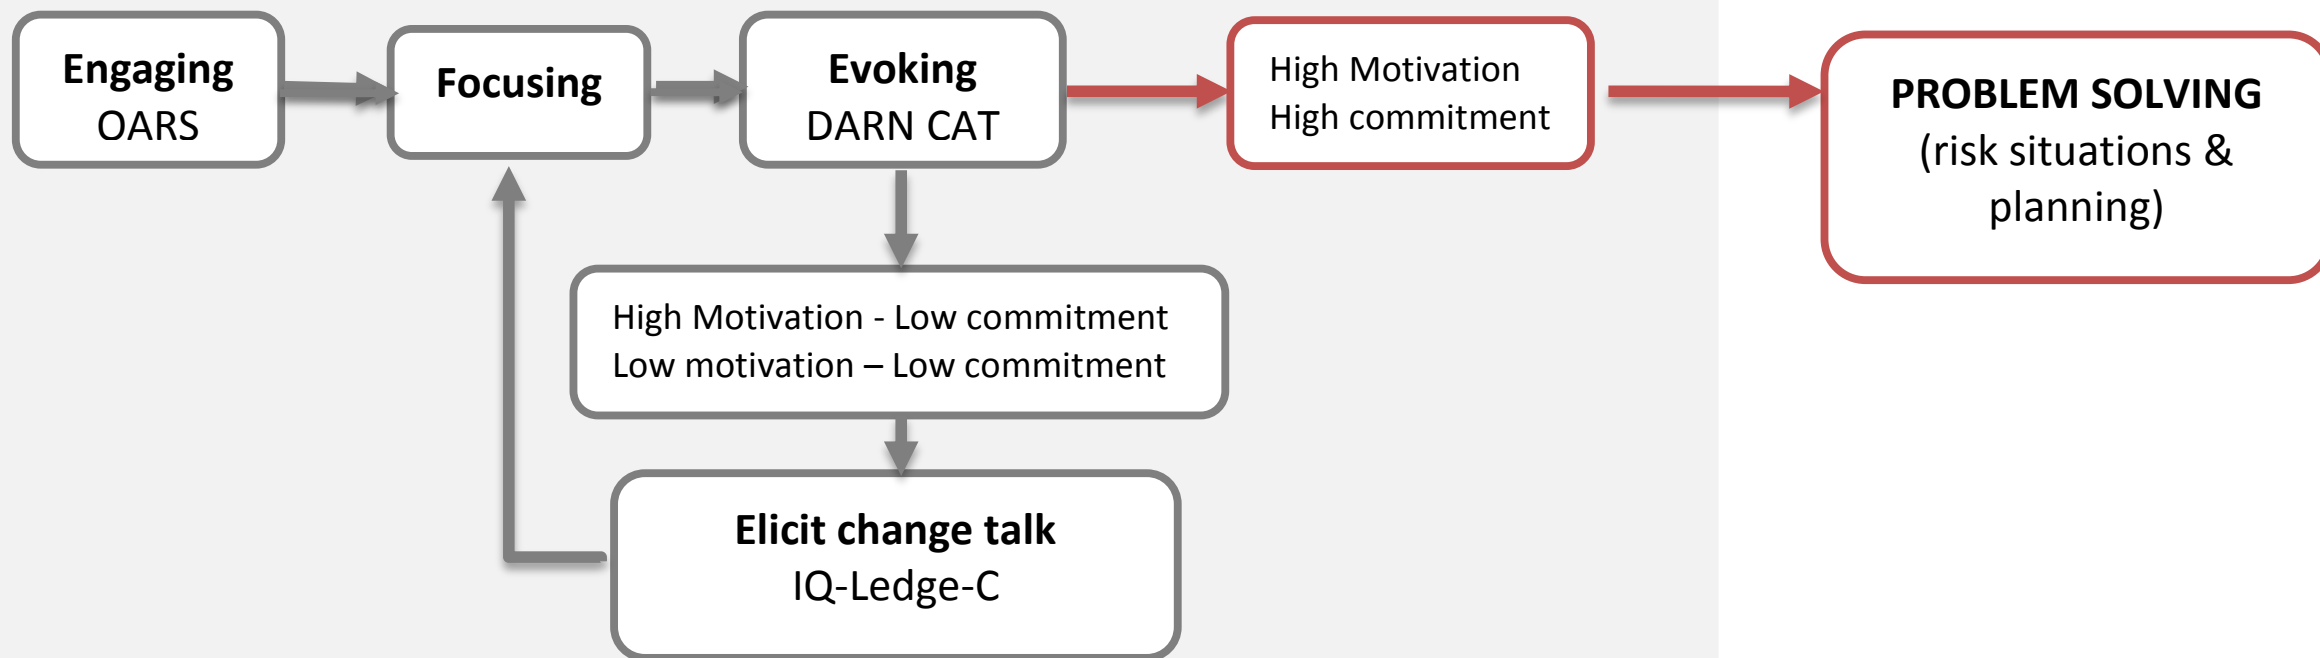 Engaging
OARS
Focusing
Evoking
DARN CAT
High Motivation
High commitment
PROBLEM SOLVING
(risk situations &
planning)
High Motivation - Low commitment
Low motivation – Low commitment
Elicit change talk
IQ-Ledge-C